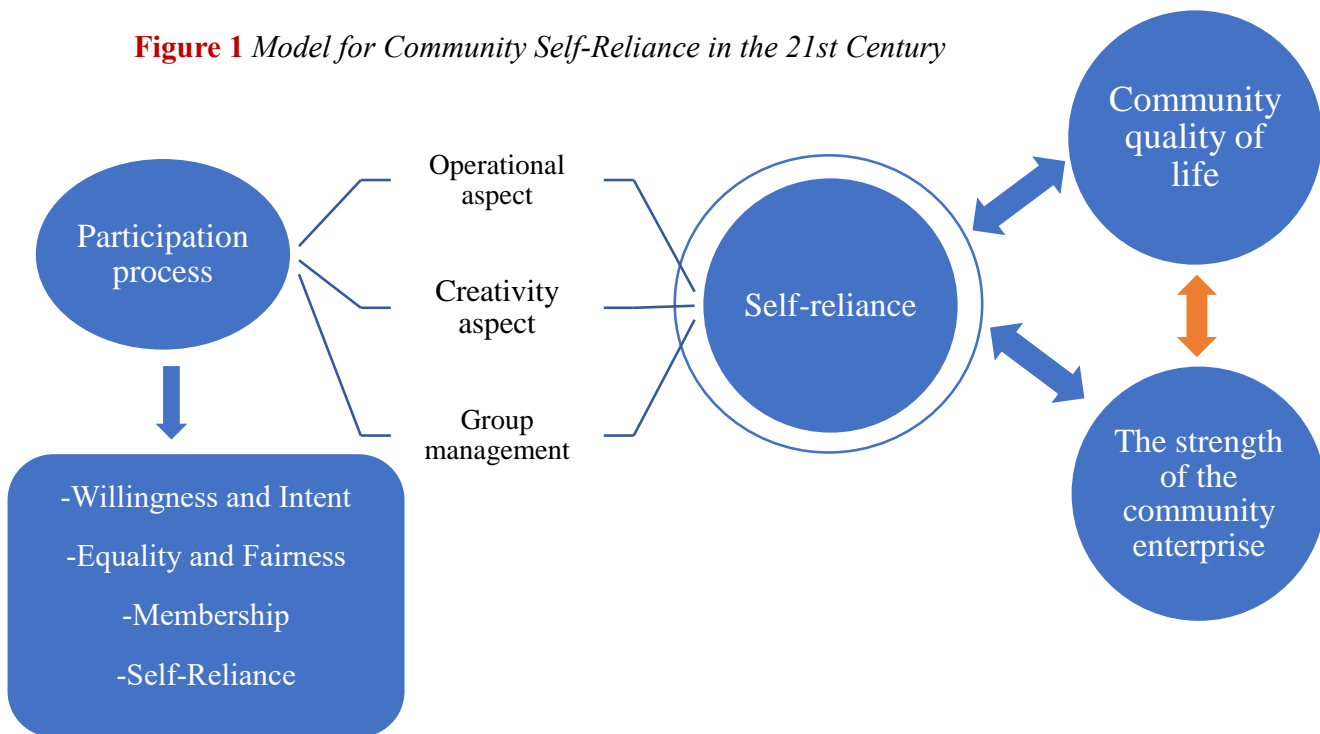 Figure 1 Model for Community Self-Reliance in the 21st Century
Participation
process
-Willingness and Intent
-Equality and Fairness
-Membership
-Self-Reliance
Operational
aspect
Creativity
aspect
Group
management
Self-reliance
Community
quality of
life
The strength
of the
community
enterprise